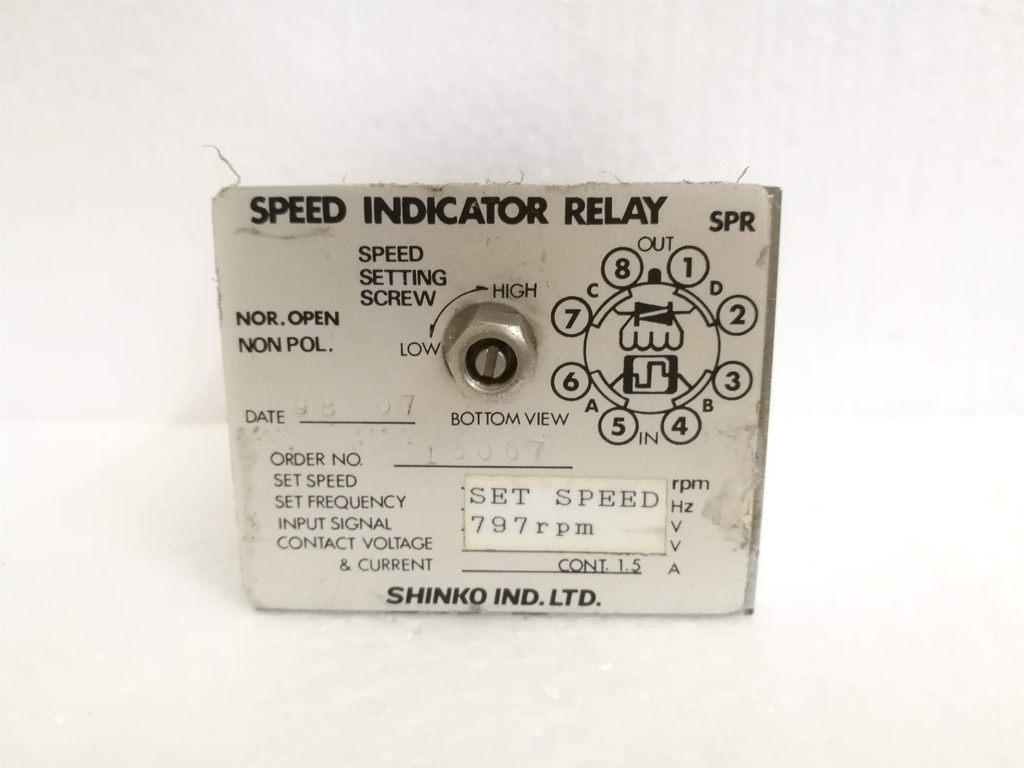 SPEED INDICATOR RELAY SPR
SPEED
SETTING
SCREW
HIGH
LOW
NOR. OPEN
NON POL.
OUT
8 1
C D
7 2
6 3
A B
5 4
IN
BOTTOM VIEW
DATE 98 07
ORDER NO.
SET SPEED rpm
SET FREQUENCY Hz
INPUT SIGNAL V
CONTACT VOLTAGE V
& CURRENT CONT. 1.5 A
SET SPEED
797rpm
SHINKO IND. LTD.